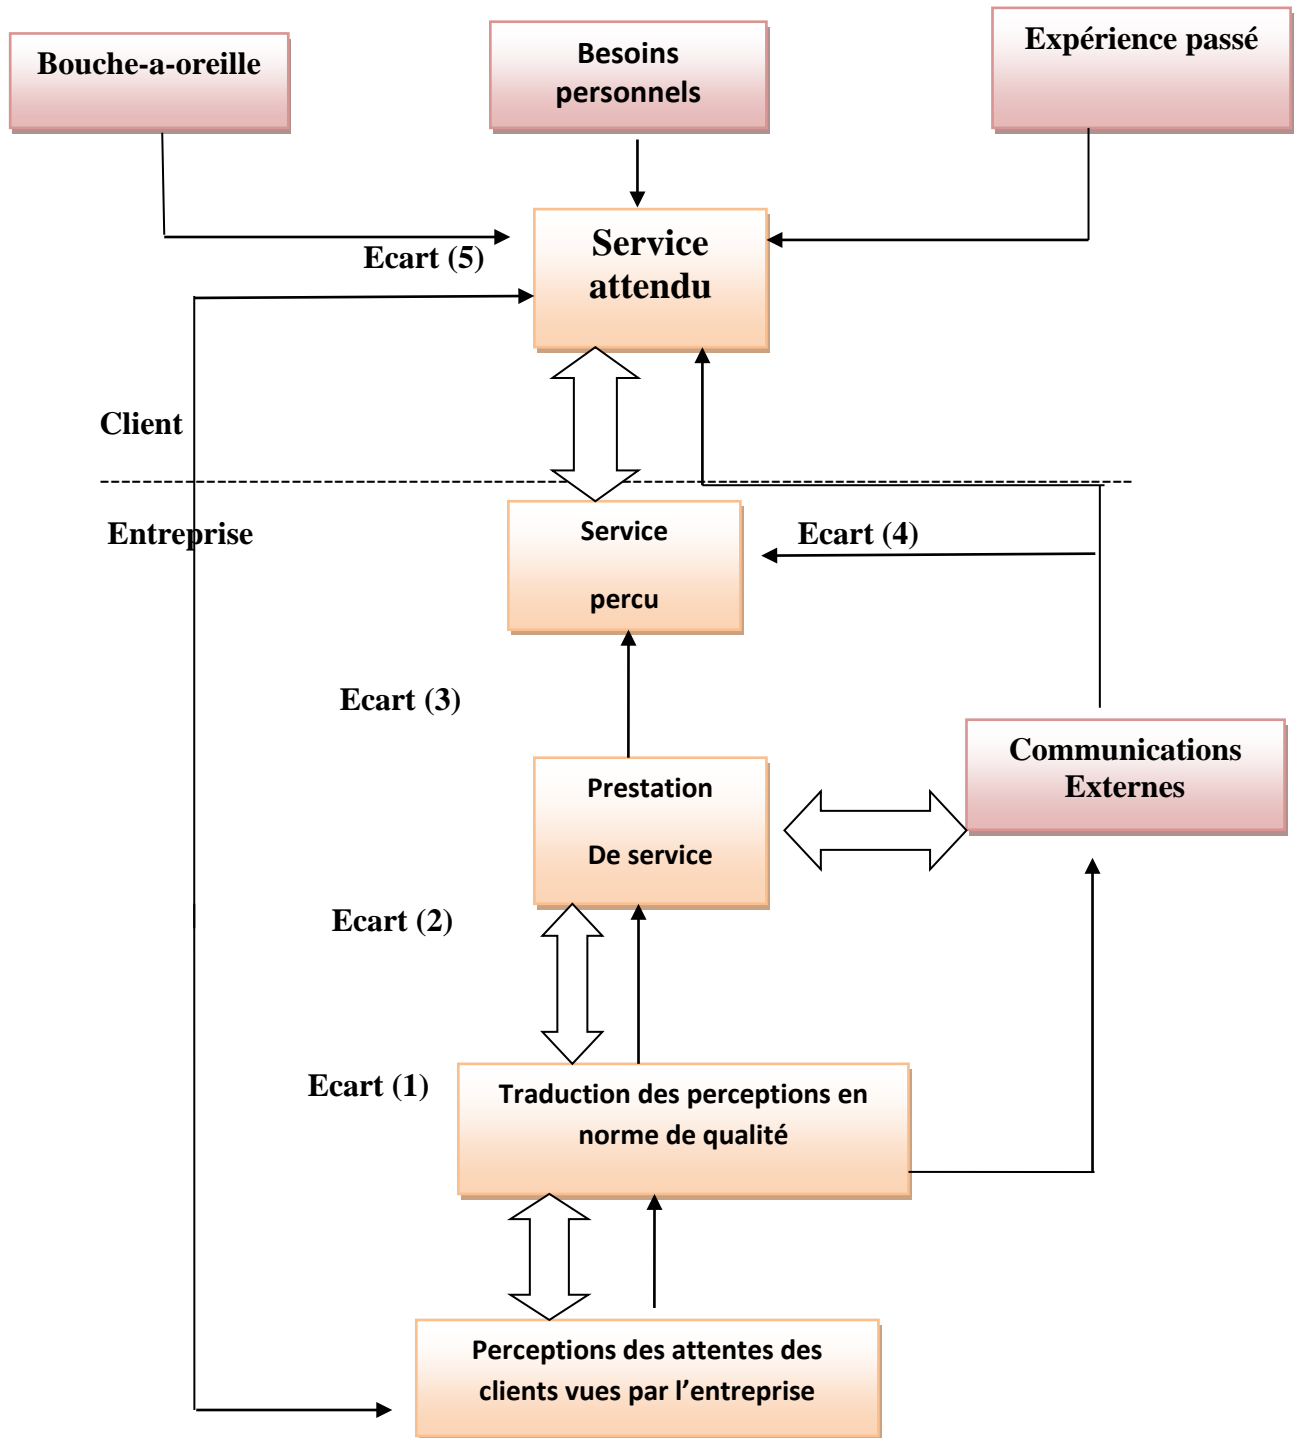 Bouche-a-oreille
Besoins
personnels
Expérience passé
Service
attendu
Ecart (5)
Client
Entreprise
Service
percu
Ecart (4)
Ecart (3)
Prestation
De service
Communications
Externes
Ecart (2)
Ecart (1)
Traduction des perceptions en
norme de qualité
Perceptions des attentes des
clients vues par l’entreprise